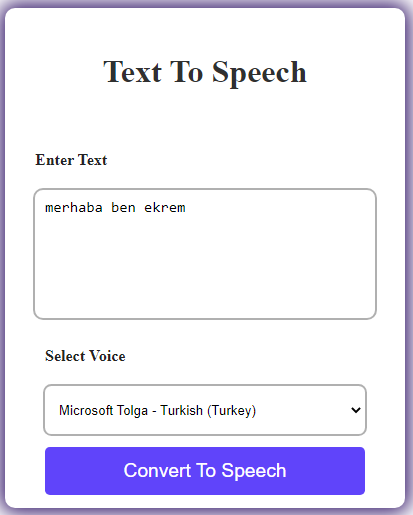 Text To Speech
Enter Text
merhaba ben ekrem
Select Voice
Microsoft Tolga - Turkish (Turkey)
Convert To Speech